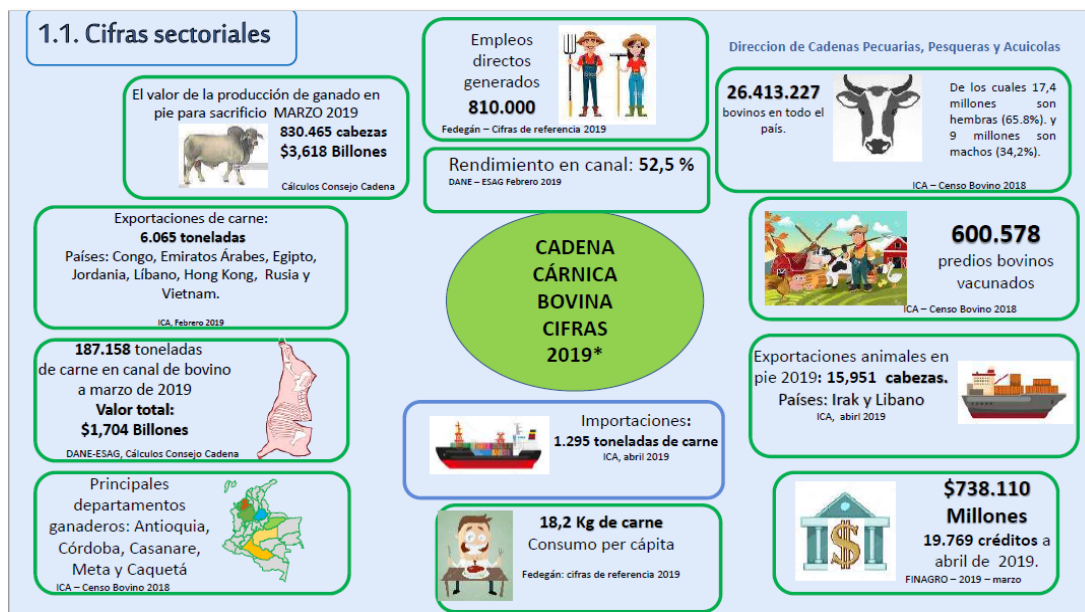 1.1. Cifras sectoriales
El valor de la producción de ganado en
pie para sacrificio MARZO 2019
830.465 cabezas
$3,618 Billones
Cálculos Consejo Cadena
Exportaciones de carne:
6.065 toneladas
Países: Congo, Emiratos Árabes, Egipto,
Jordania, Líbano, Hong Kong, Rusia y
Vietnam.
ICA, Febrero 2019
187.158 toneladas
de carne en canal de bovino
a marzo de 2019
Valor total:
$1,704 Billones
DANE-ESAG, Cálculos Consejo Cadena
Principales
departamentos
ganaderos: Antioquia,
Córdoba, Casanare,
Meta y Caquetá
ICA – Censo Bovino 2018
Empleos
directos
generados
810.000
Fedegán – Cifras de referencia 2019
Rendimiento en canal: 52,5 %
DANE – ESAG Febrero 2019
CADENA
CÁRNICA
BOVINA
CIFRAS
2019*
Importaciones:
1.295 toneladas de carne
ICA, abril 2019
18,2 Kg de carne
Consumo per cápita
Fedegán: cifras de referencia 2019
Direccion de Cadenas Pecuarias, Pesqueras y Acuicolas
26.413.227
bovinos en todo el
país.
De los cuales 17,4
millones son
hembras (65.8%). y
9 millones son
machos (34,2%).
ICA – Censo Bovino 2018
600.578
predios bovinos
vacunados
ICA – Censo Bovino 2018
Exportaciones animales en
pie 2019: 15,951 cabezas.
Países: Irak y Libano
ICA, abirl 2019
$738.110
Millones
19.769 créditos a
abril de 2019.
FINAGRO – 2019 – marzo